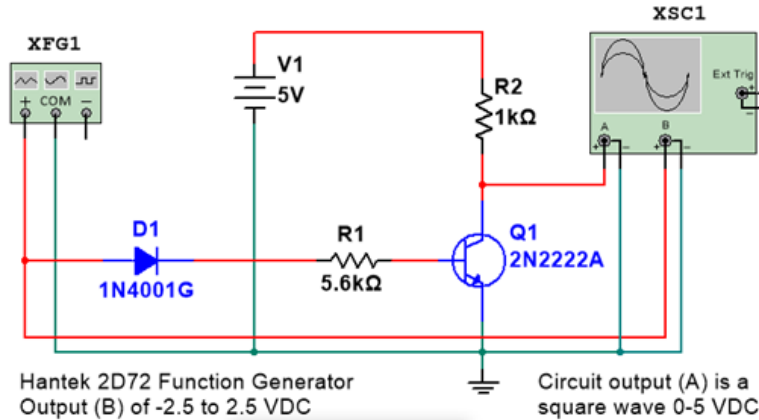 XSC1
XFG1
V1
5V
R2
1kΩ
Ext Trig
+
-
+ COM -
A
B
+ - + -
D1
1N4001G
R1
5.6kΩ
Q1
2N2222A
Hantek 2D72 Function Generator
Output (B) of -2.5 to 2.5 VDC
Circuit output (A) is a
square wave 0-5 VDC